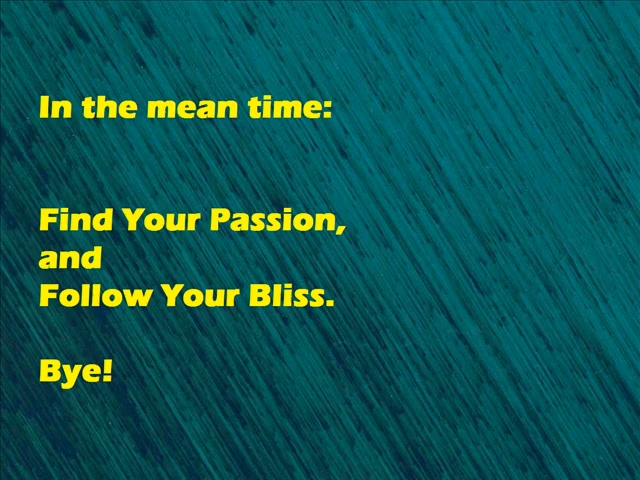 In the mean time:
Find Your Passion,
and
Follow Your Bliss.
Bye!